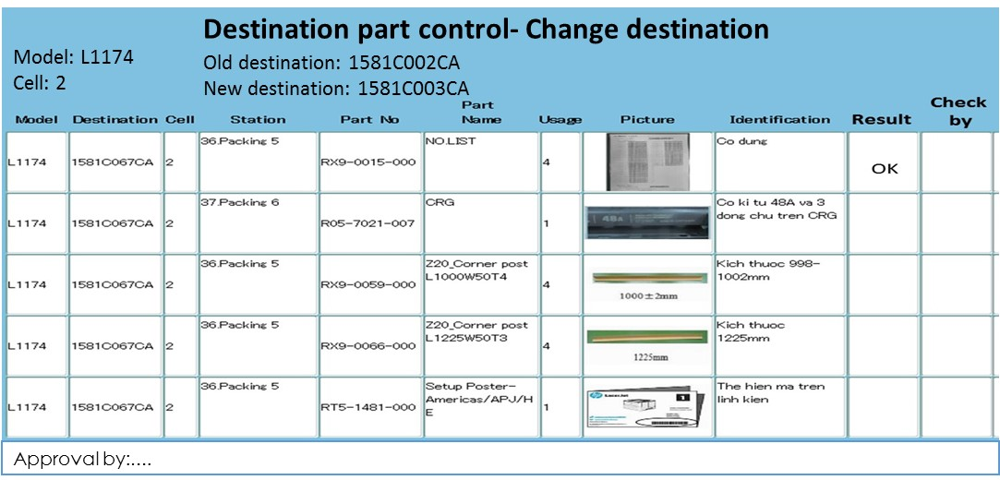 Destination part control- Change destination
Model: L1174
Cell: 2
Old destination: 1581C002CA
New destination: 1581C003CA
Model Destination Cell Station Part No Part Name Usage Picture Identification Result Check by
L1174 1581C067CA 2 36.Packing 5 RX9-0015-000 NO.LIST 4 Co dung OK
L1174 1581C067CA 2 37.Packing 6 R05-7021-007 CRG 1 48A Co ki tu 48A va 3
dong chu tren CRG
L1174 1581C067CA 2 36.Packing 5 RX9-0059-000 Z20_Corner post
L1000W50T4 4 1000±2mm Kich thuoc 998-
1002mm
L1174 1581C067CA 2 36.Packing 5 RX9-0066-000 Z20_Corner post
L1225W50T3 4 1225mm Kich thuoc
1225mm
L1174 1581C067CA 2 36.Packing 5 RT5-1481-000 Setup Poster-
Americas/APJ/H
E 1 hp LaserJet 1 The hien ma tren
linh kien
Approval by:....